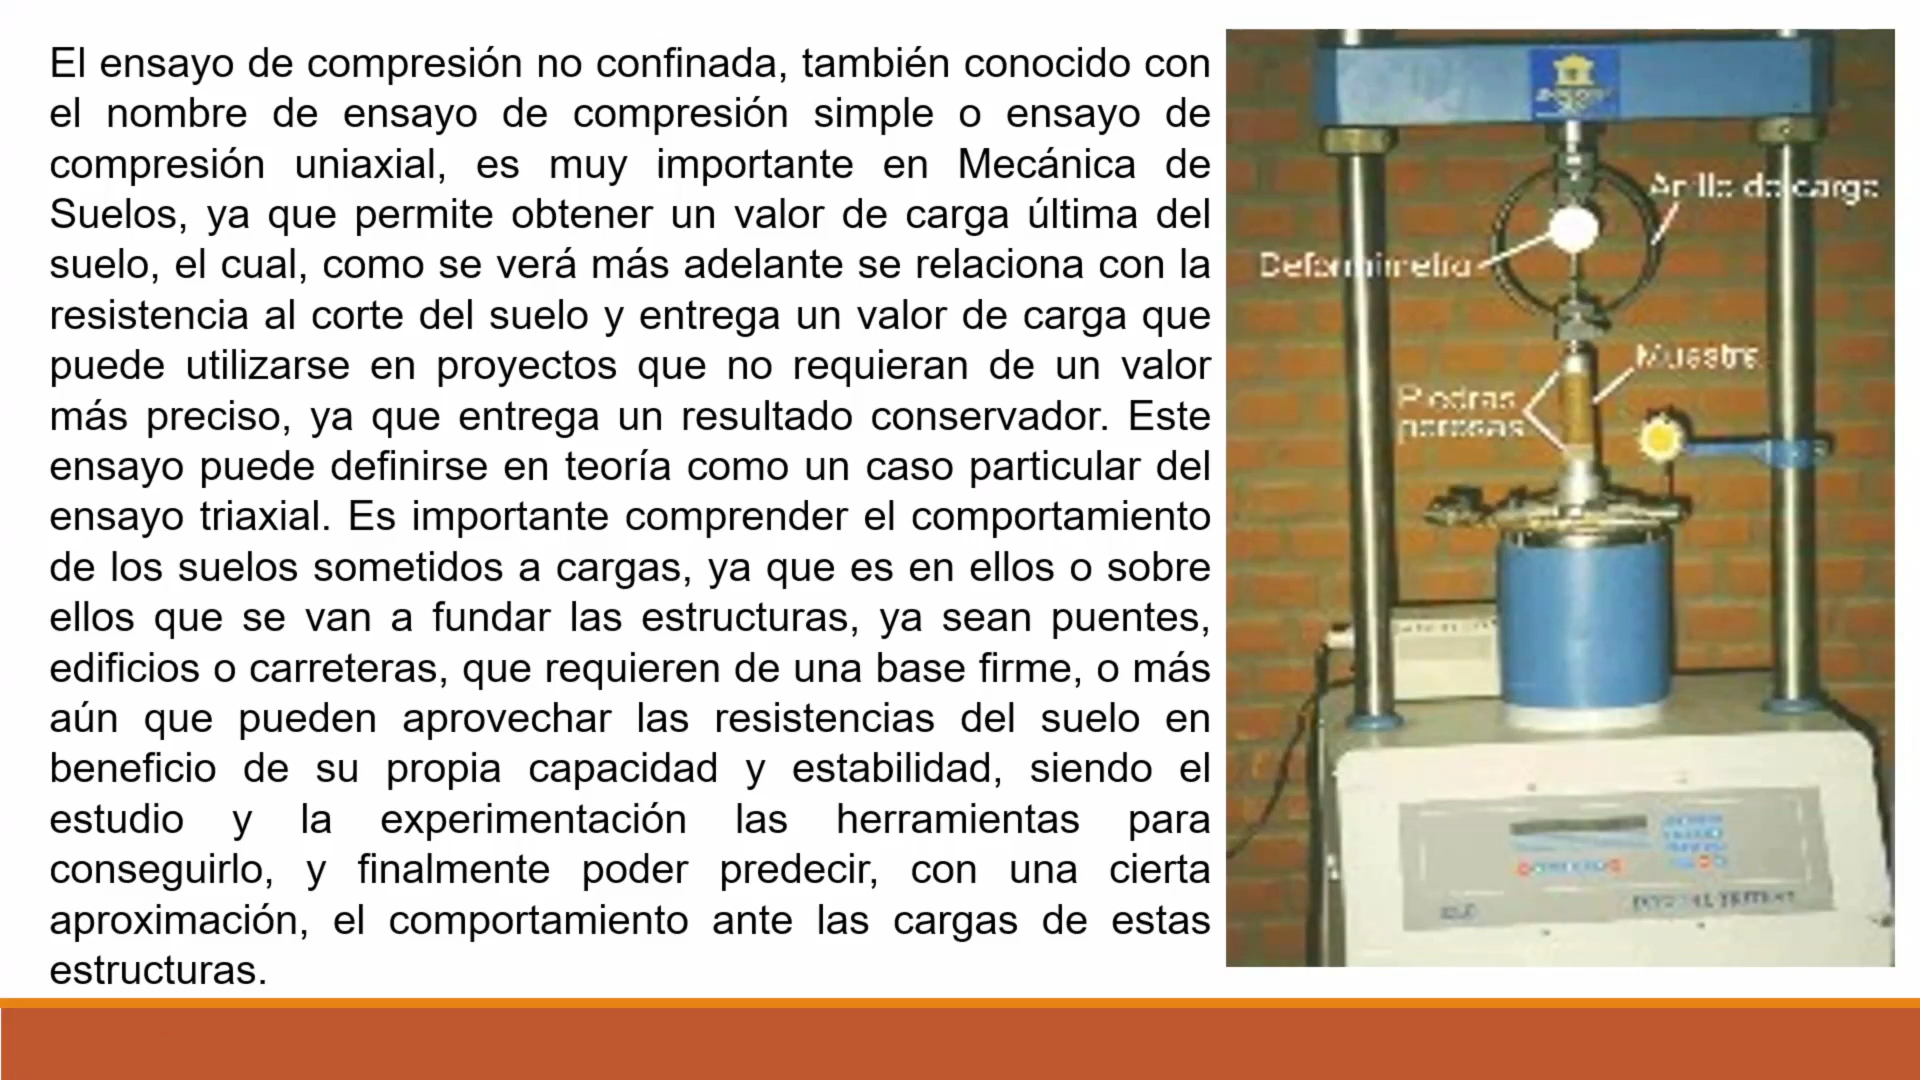 El ensayo de compresión no confinada, también conocido con
el nombre de ensayo de compresión simple o ensayo de
compresión uniaxial, es muy importante en Mecánica de
Suelos, ya que permite obtener un valor de carga última del
suelo, el cual, como se verá más adelante se relaciona con la
resistencia al corte del suelo y entrega un valor de carga que
puede utilizarse en proyectos que no requieran de un valor
más preciso, ya que entrega un resultado conservador. Este
ensayo puede definirse en teoría como un caso particular del
ensayo triaxial. Es importante comprender el comportamiento
de los suelos sometidos a cargas, ya que es en ellos o sobre
ellos que se van a fundar las estructuras, ya sean puentes,
edificios o carreteras, que requieren de una base firme, o más
aún que pueden aprovechar las resistencias del suelo en
beneficio de su propia capacidad y estabilidad, siendo el
estudio y la experimentación las herramientas para
conseguirlo, y finalmente poder predecir, con una cierta
aproximación, el comportamiento ante las cargas de estas
estructuras.
Anillo de carga
Deformimetro
Muestra
Piedras
porosas